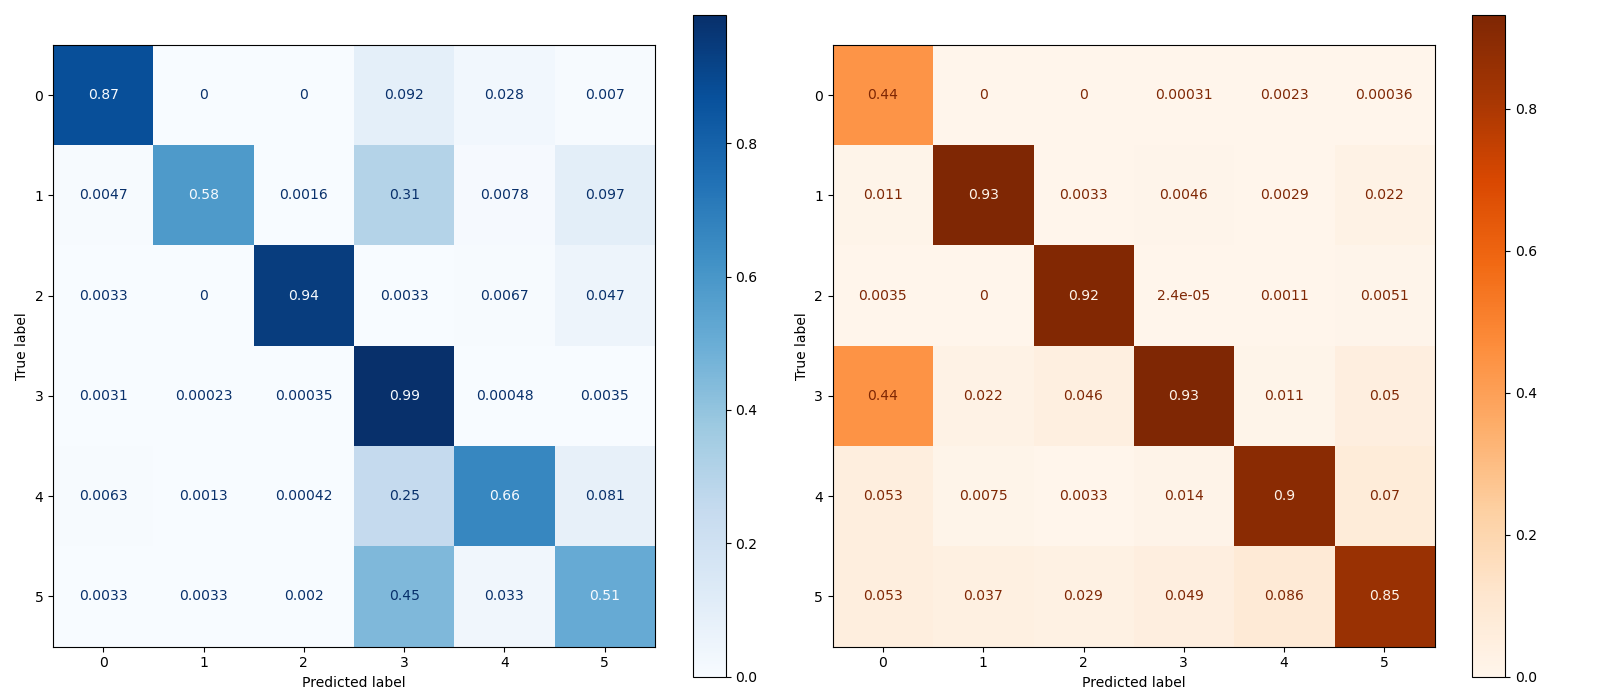 0 0.87 0 0 0.092 0.028 0.007
1 0.0047 0.58 0.0016 0.31 0.0078 0.097
2 0.0033 0 0.94 0.0033 0.0067 0.047
3 0.0031 0.00023 0.00035 0.99 0.00048 0.0035
4 0.0063 0.0013 0.00042 0.25 0.66 0.081
5 0.0033 0.0033 0.002 0.45 0.033 0.51
0 1 2 3 4 5
True label
Predicted label
0.8
0.6
0.4
0.2
0.0
0 0.44 0 0 0.00031 0.0023 0.00036
1 0.011 0.93 0.0033 0.0046 0.0029 0.022
2 0.0035 0 0.92 2.4e-05 0.0011 0.0051
3 0.44 0.022 0.046 0.93 0.011 0.05
4 0.053 0.0075 0.0033 0.014 0.9 0.07
5 0.053 0.037 0.029 0.049 0.086 0.85
0 1 2 3 4 5
True label
Predicted label
0.8
0.6
0.4
0.2
0.0